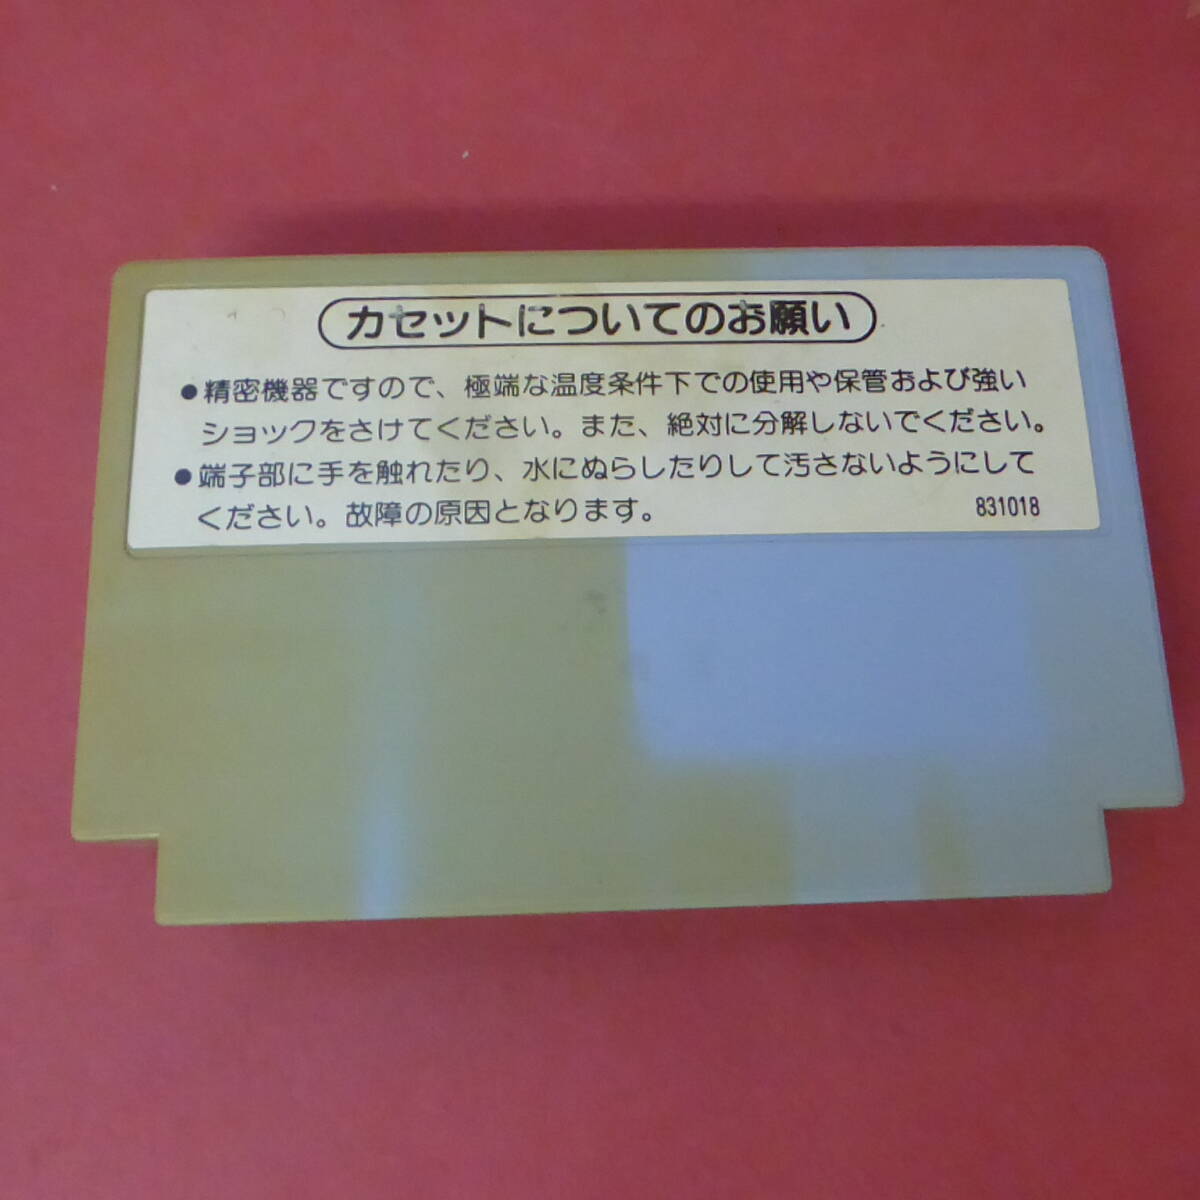 カセットについてのお願い
●精密機器ですので、極端な温度条件下での使用や保管および強い
ショックをさけてください。また、絶対に分解しないでください。
●端子部に手を触れたり、水にぬらしたりして汚さないようにして
ください。故障の原因となります。 831018